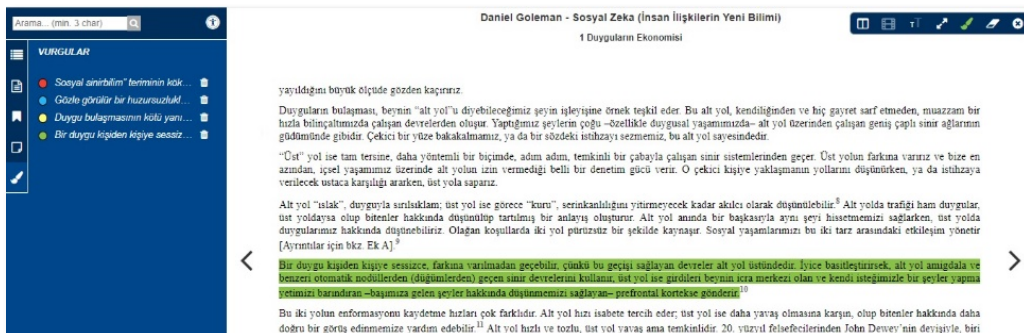 Arama... (min. 3 char)
VURGULAR
Sosyal sinirbilim" teriminin kök...
Gözle görülür bir huzursuzlukl...
Duygu bulaşmasının kötü yanı...
Bir duygu kişiden kişiye sessiz...
Daniel Goleman - Sosyal Zeka (İnsan İlişkilerin Yeni Bilimi)
1 Duyguların Ekonomisi
yayıldığını büyük ölçüde gözden kaçırırız.
Duyguların bulaşması, beynin “alt yol”u diyebileceğimiz şeyin işleyişine örnek teşkil eder. Bu alt yol, kendiliğinden ve hiç gayret sarf etmeden, muazzam bir
hızla bilinçaltımızda çalışan devrelerden oluşur. Yaptığımız şeylerin çoğu –özellikle duygusal yaşamımızda– alt yol üzerinden çalışan geniş çaplı sinir ağlarının
güdümünde gibidir. Çekici bir yüze bakakalmamız, ya da bir sözdeki istihzayı sezmemiz, bu alt yol sayesindedir.
“Üst” yol ise tam tersine, daha yöntemli bir biçimde, adım adım, temkinli bir çabayla çalışan sinir sistemlerinden geçer. Üst yolun farkına varırız ve bize en
azından, içsel yaşamımız üzerinde alt yolun izin vermediği belli bir denetim gücü verir. O çekici kişiye yaklaşmanın yollarını düşünürken, ya da istihzaya
verilecek ustaca karşılığı ararken, üst yola saparız.
Alt yol “ıslak”, duyguyla sırılsıklam; üst yol ise görece “kuru”, serinkanlılığını yitirmeyecek kadar akılcı olarak düşünülebilir.8 Alt yolda trafiği ham duygular,
üst yoldaysa olup bitenler hakkında düşünülüp tartılmış bir anlayış oluşturur. Alt yol anında bir başkasıyla aynı şeyi hissetmemizi sağlarken, üst yolda
duygularımız hakkında düşünebiliriz. Olağan koşullarda iki yol pürüzsüz bir şekilde kaynaşır. Sosyal yaşamlarımızı bu iki tarz arasındaki etkileşim yönetir
[Ayrıntılar için bkz. Ek A].9
Bir duygu kişiden kişiye sessizce, farkına varılmadan geçebilir, çünkü bu geçişi sağlayan devreler alt yol üstündedir. İyice basitleştirirsek, alt yol amigdala ve
benzeri otomatik nodüllerden (düğümlerden) geçen sinir devrelerini kullanır, üst yol ise girdileri beynin icra merkezi olan ve kendi isteğimizle bir şeyler yapma
yetimizi barındıran –başımıza gelen şeyler hakkında düşünmemizi sağlayan– prefrontal kortekse gönderir.10
Bu iki yolun enformasyonu kaydetme hızları çok farklıdır. Alt yol hızı isabete tercih eder; üst yol ise daha yavaş olmasına karşın, olup bitenler hakkında daha
doğru bir görüş edinmemize yardım edebilir.11 Alt yol hızlı ve tozlu, üst yol yavaş ama temkinlidir. 20. yüzyıl felsefecilerinden John Dewey'nin deyişiyle, biri